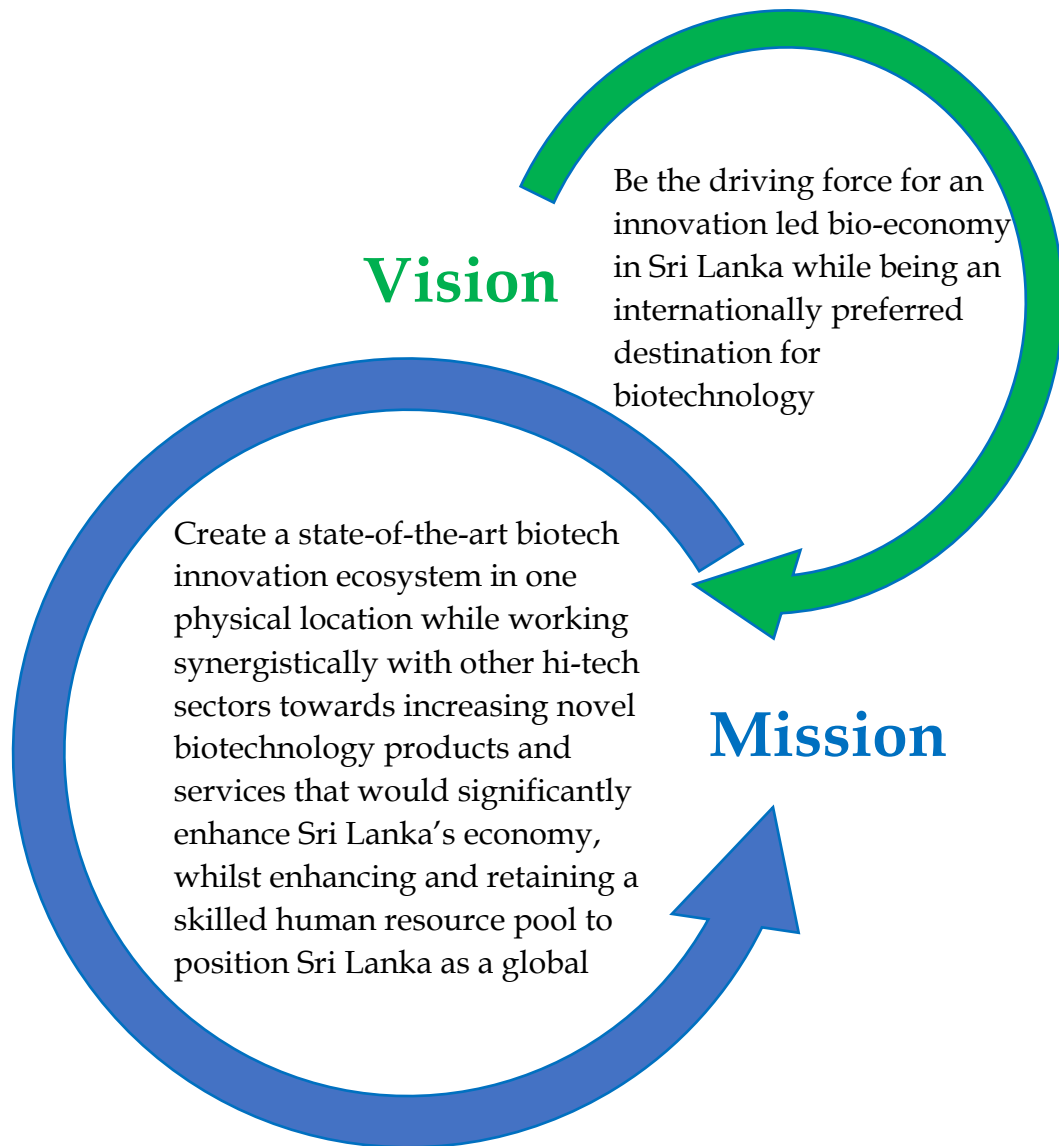 Vision
Be the driving force for an
innovation led bio-economy
in Sri Lanka while being an
internationally preferred
destination for
biotechnology
Mission
Create a state-of-the-art biotech
innovation ecosystem in one
physical location while working
synergistically with other hi-tech
sectors towards increasing novel
biotechnology products and
services that would significantly
enhance Sri Lanka’s economy,
whilst enhancing and retaining a
skilled human resource pool to
position Sri Lanka as a global